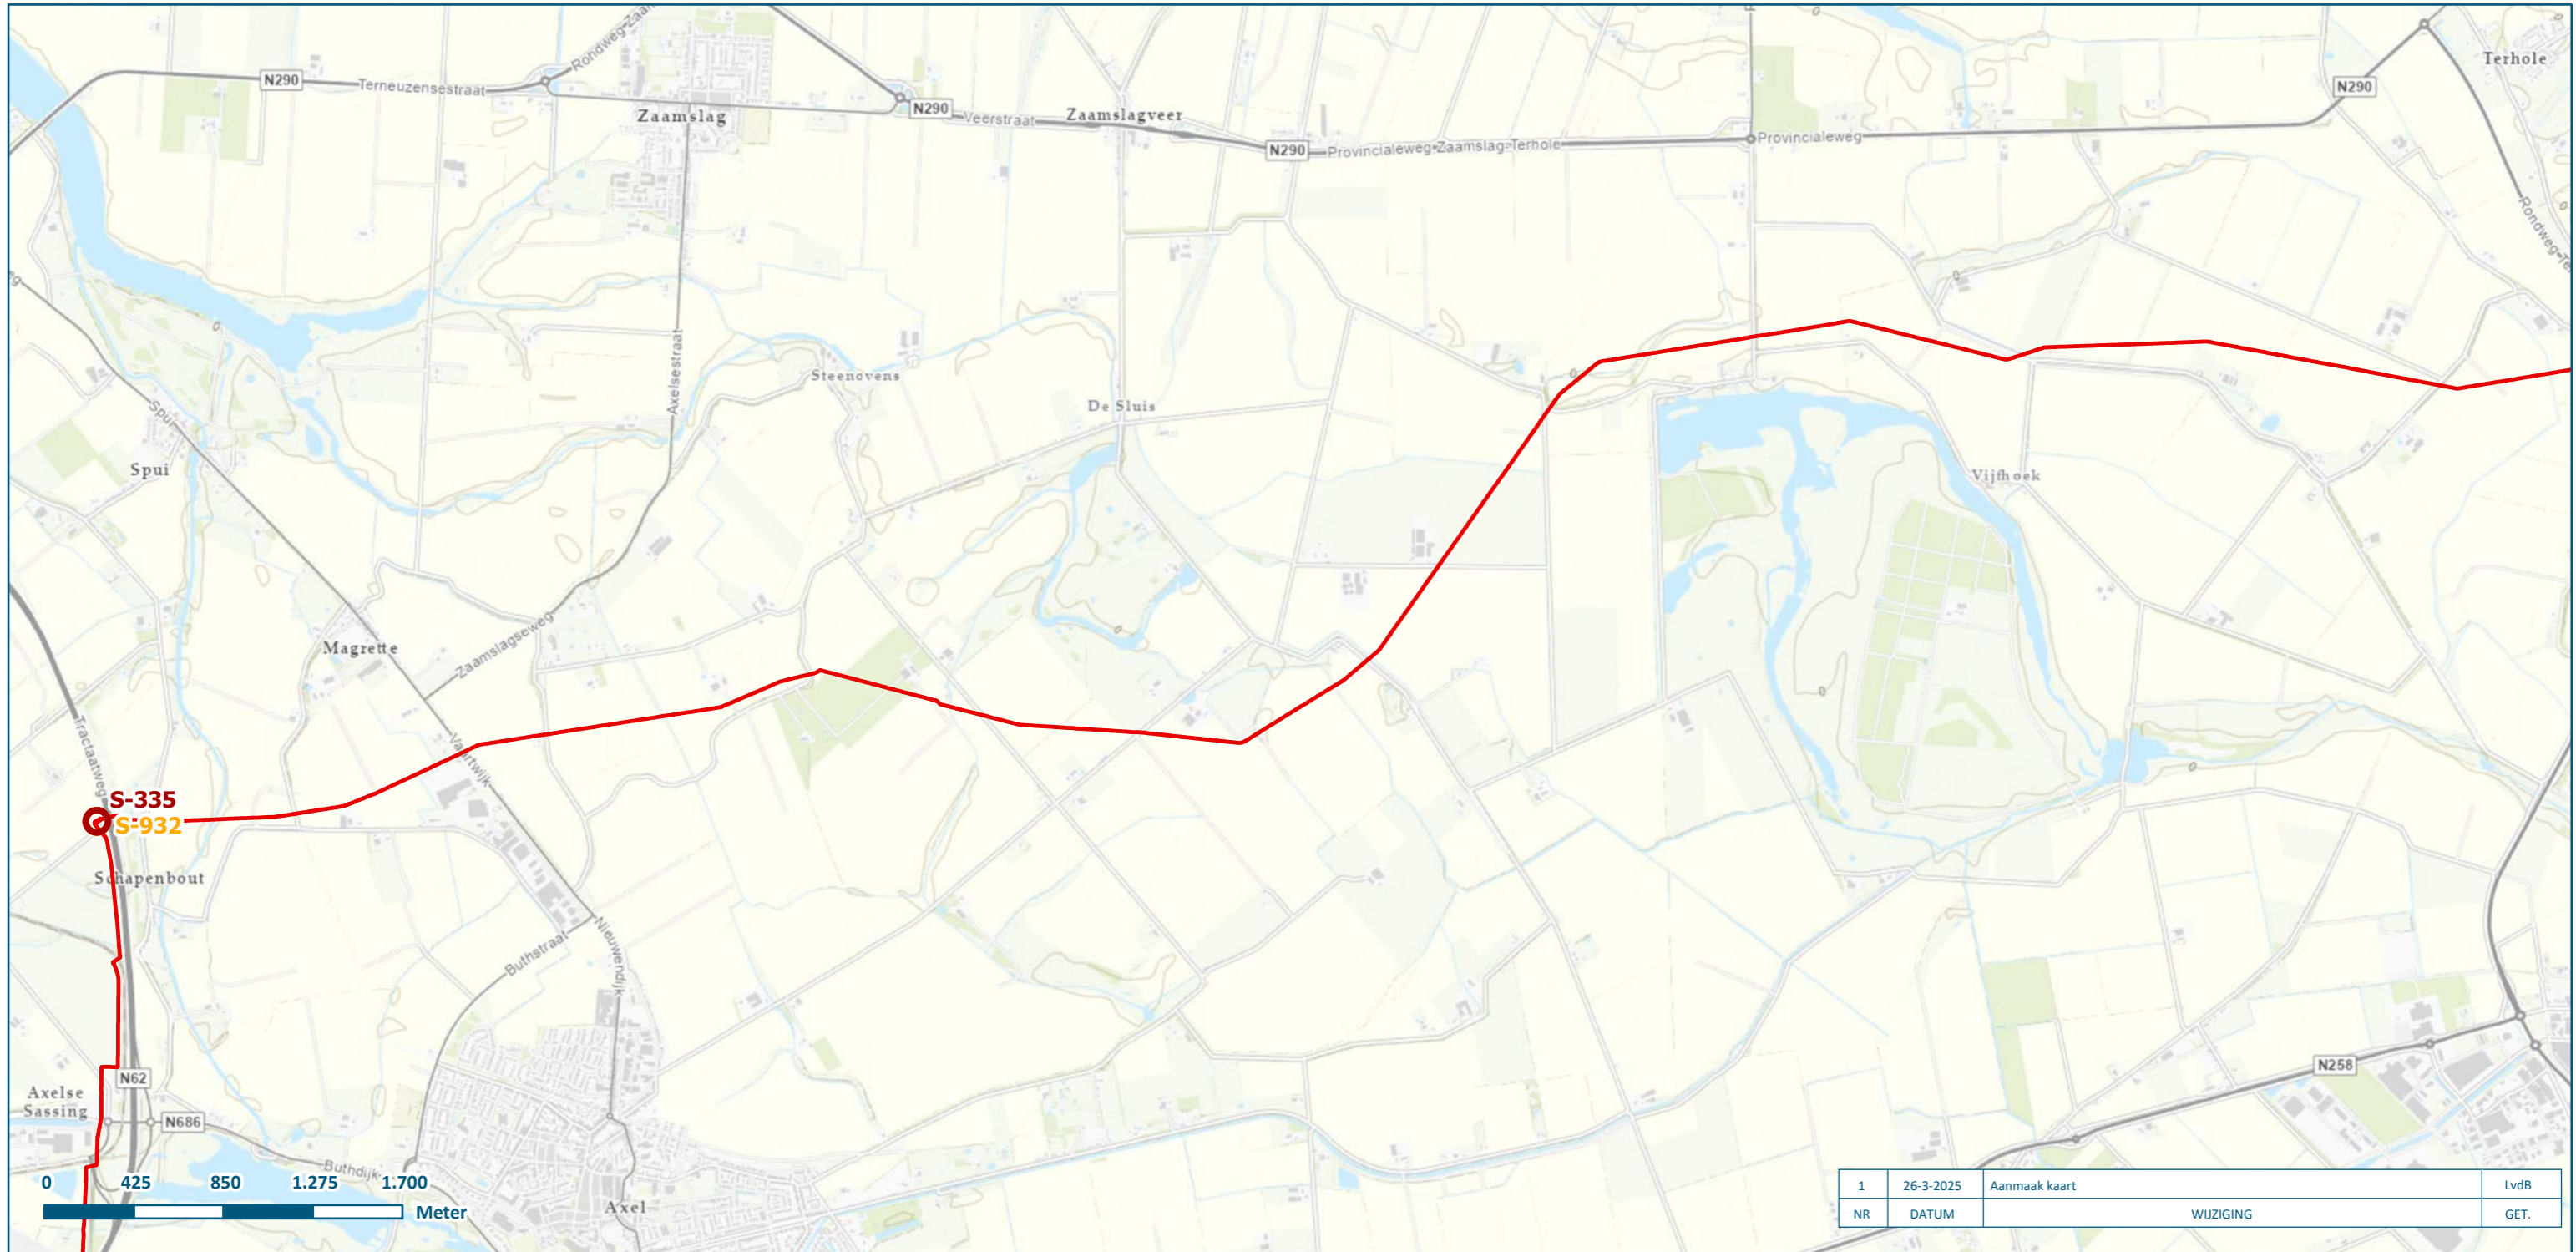 Rondweg-Zaam
Terhole
N290
Terneuzensestraat
N290
N290
Zaamslag
Veerstraat
Zaamslagveer
N290
Provincialeweg-Zaamslag-Terhole
Provincialeweg
Rondweg-Te
Axelsestraat
Steenovens
De Sluis
Spui
Spui
Vijfhoek
Magrette
Zaamslagseweg
Tractaatweg
Vaartwijk
S-335
S-932
Schapenbout
Nieuwendijk
Buthstraat
N62
N258
Axelse
Sassing
N686
Buthdijk
Axel
0 425 850 1.275 1.700
Meter
1 26-3-2025 Aanmaak kaart LvdB
NR DATUM WIJZIGING GET.